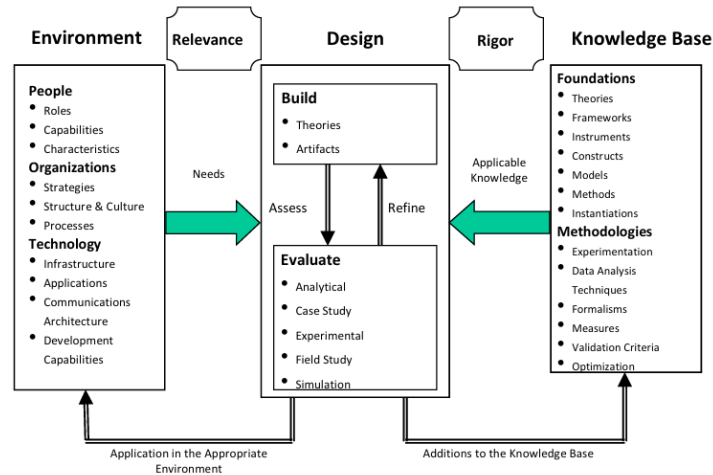 Environment
Relevance
Design
Rigor
Knowledge Base
People
• Roles
• Capabilities
• Characteristics
Organizations
• Strategies
• Structure & Culture
• Processes
Technology
• Infrastructure
• Applications
• Communications
Architecture
• Development
Capabilities
Needs
Build
• Theories
• Artifacts
Assess
Refine
Evaluate
• Analytical
• Case Study
• Experimental
• Field Study
• Simulation
Applicable
Knowledge
Foundations
• Theories
• Frameworks
• Instruments
• Constructs
• Models
• Methods
• Instantiations
Methodologies
• Experimentation
• Data Analysis
Techniques
• Formalisms
• Measures
• Validation Criteria
• Optimization
Application in the Appropriate
Environment
Additions to the Knowledge Base